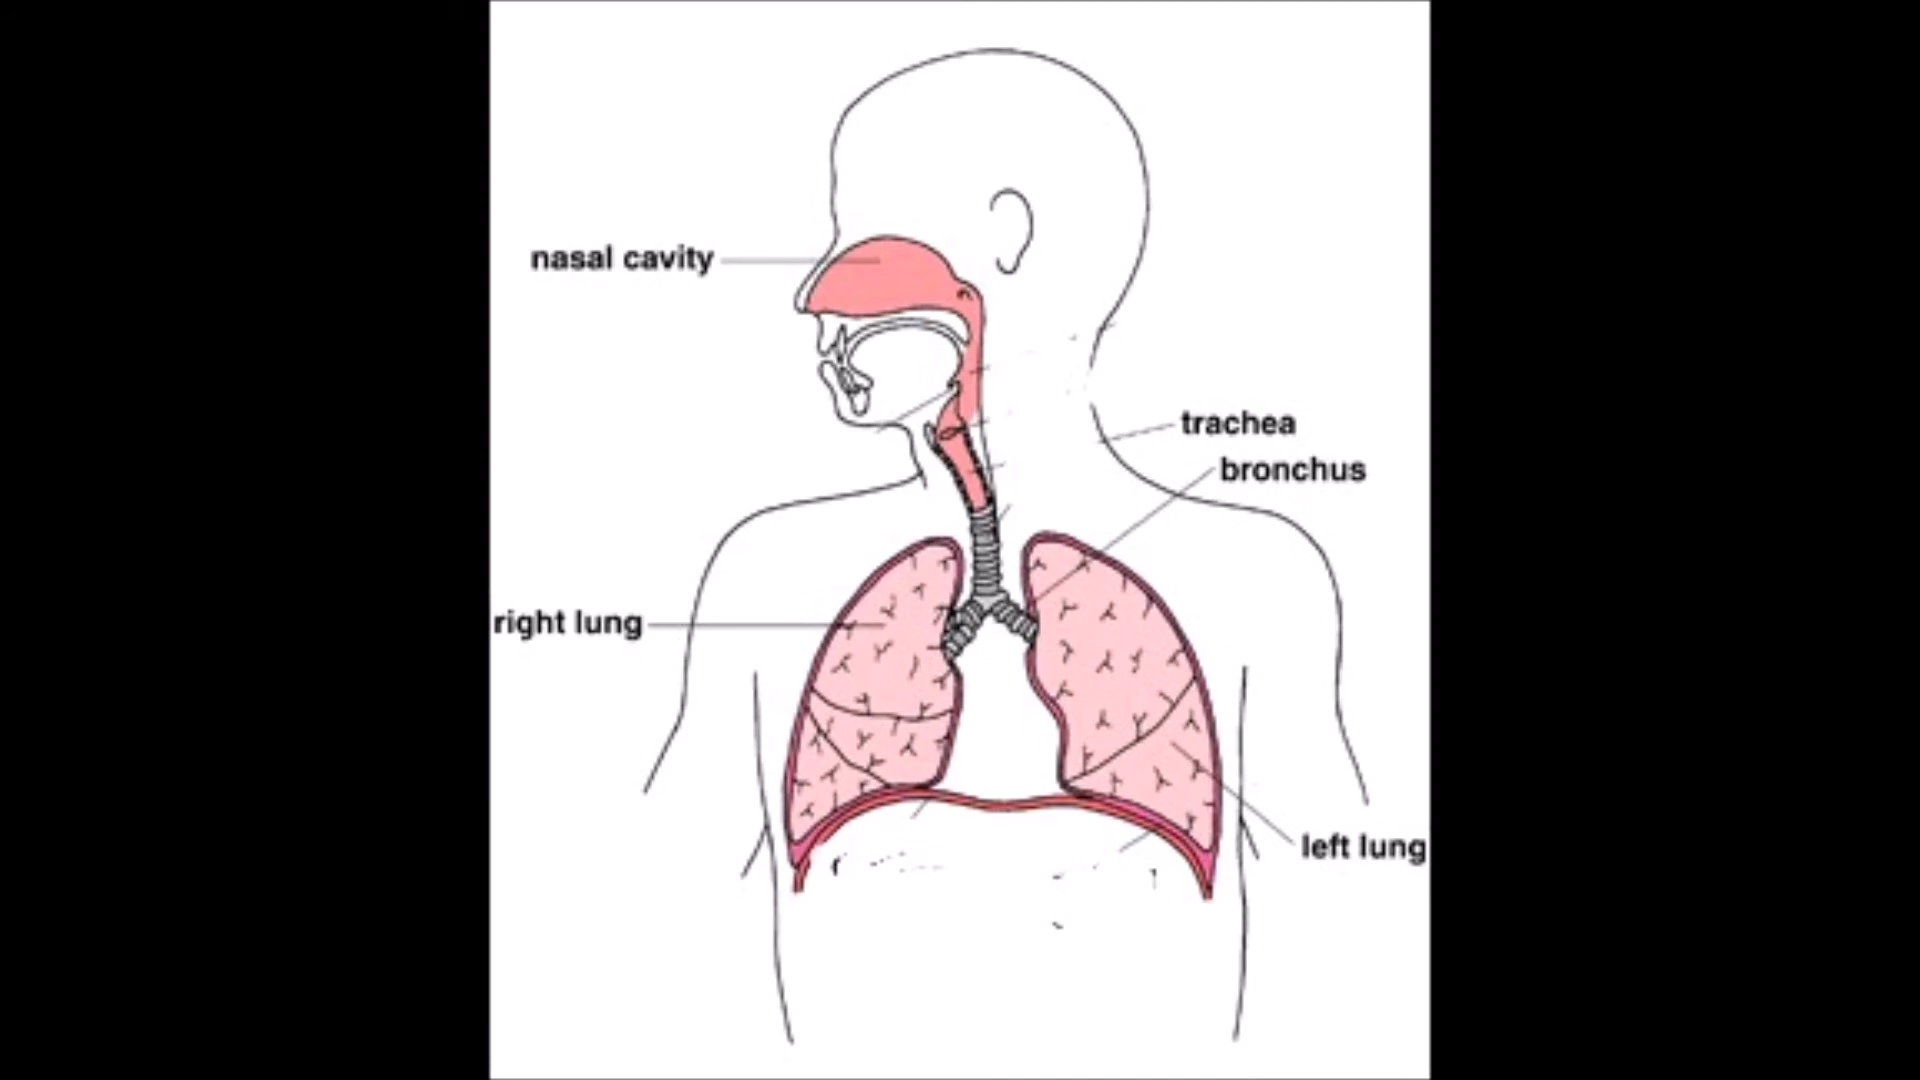 nasal cavity
trachea
bronchus
right lung
left lung